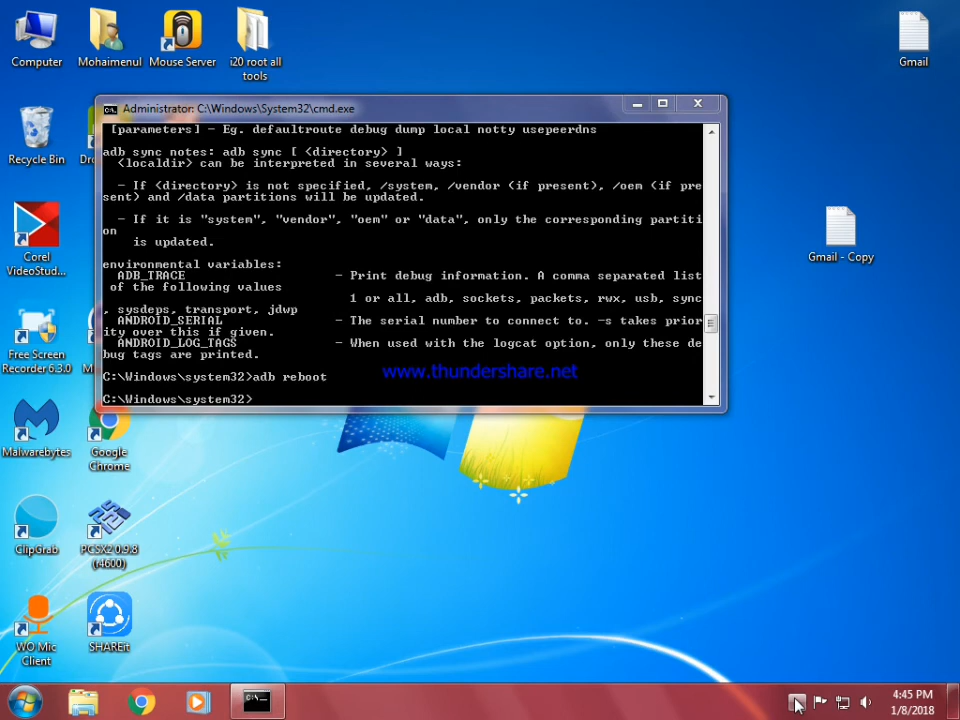 Computer
Mohaimenul
Mouse Server
i20 root all
tools
Gmail
Recycle Bin
Corel
VideoStud...
Free Screen
Recorder 6.3.0
Malwarebytes
Google
Chrome
ClipGrab
PCSX2 0.9.8
(r4600)
WO Mic
Client
SHAREit
Gmail - Copy
Administrator: C:\Windows\System32\cmd.exe
[parameters] - Eg. defaultroute debug dump local notty usepeerdns
adb sync notes: adb sync [ <directory> ]
<localdir> can be interpreted in several ways:
- If <directory> is not specified, /system, /vendor (if present), /oem (if pre
sent) and /data partitions will be updated.
- If it is "system", "vendor", "oem" or "data", only the corresponding partiti
on
is updated.
environmental variables:
ADB_TRACE - Print debug information. A comma separated list
of the following values
1 or all, adb, sockets, packets, rwx, usb, sync
, sysdeps, transport, jdwp
ANDROID_SERIAL - The serial number to connect to. -s takes prior
ity over this if given.
ANDROID_LOG_TAGS - When used with the logcat option, only these de
bug tags are printed.
C:\Windows\system32>adb reboot
www.thundershare.net
C:\Windows\system32>
4:45 PM
1/8/2018